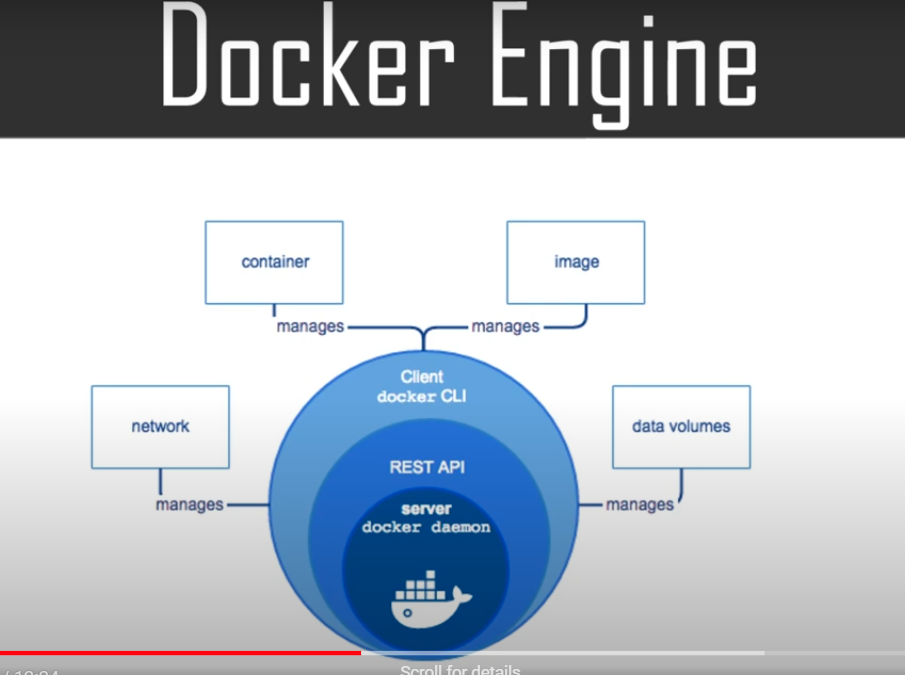 Docker Engine
container
image
manages
manages
Client
docker CLI
network
data volumes
REST API
manages
manages
server
docker daemon
Scroll for details